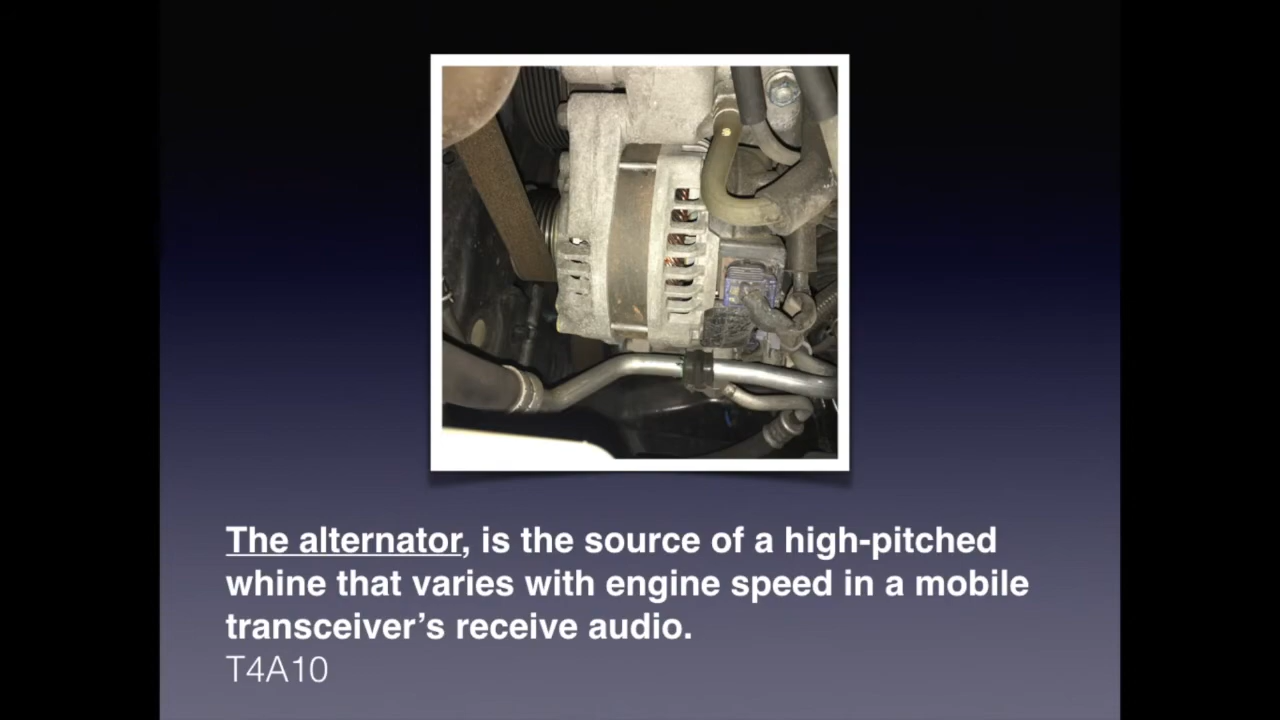 The alternator, is the source of a high-pitched
whine that varies with engine speed in a mobile
transceiver’s receive audio.
T4A10